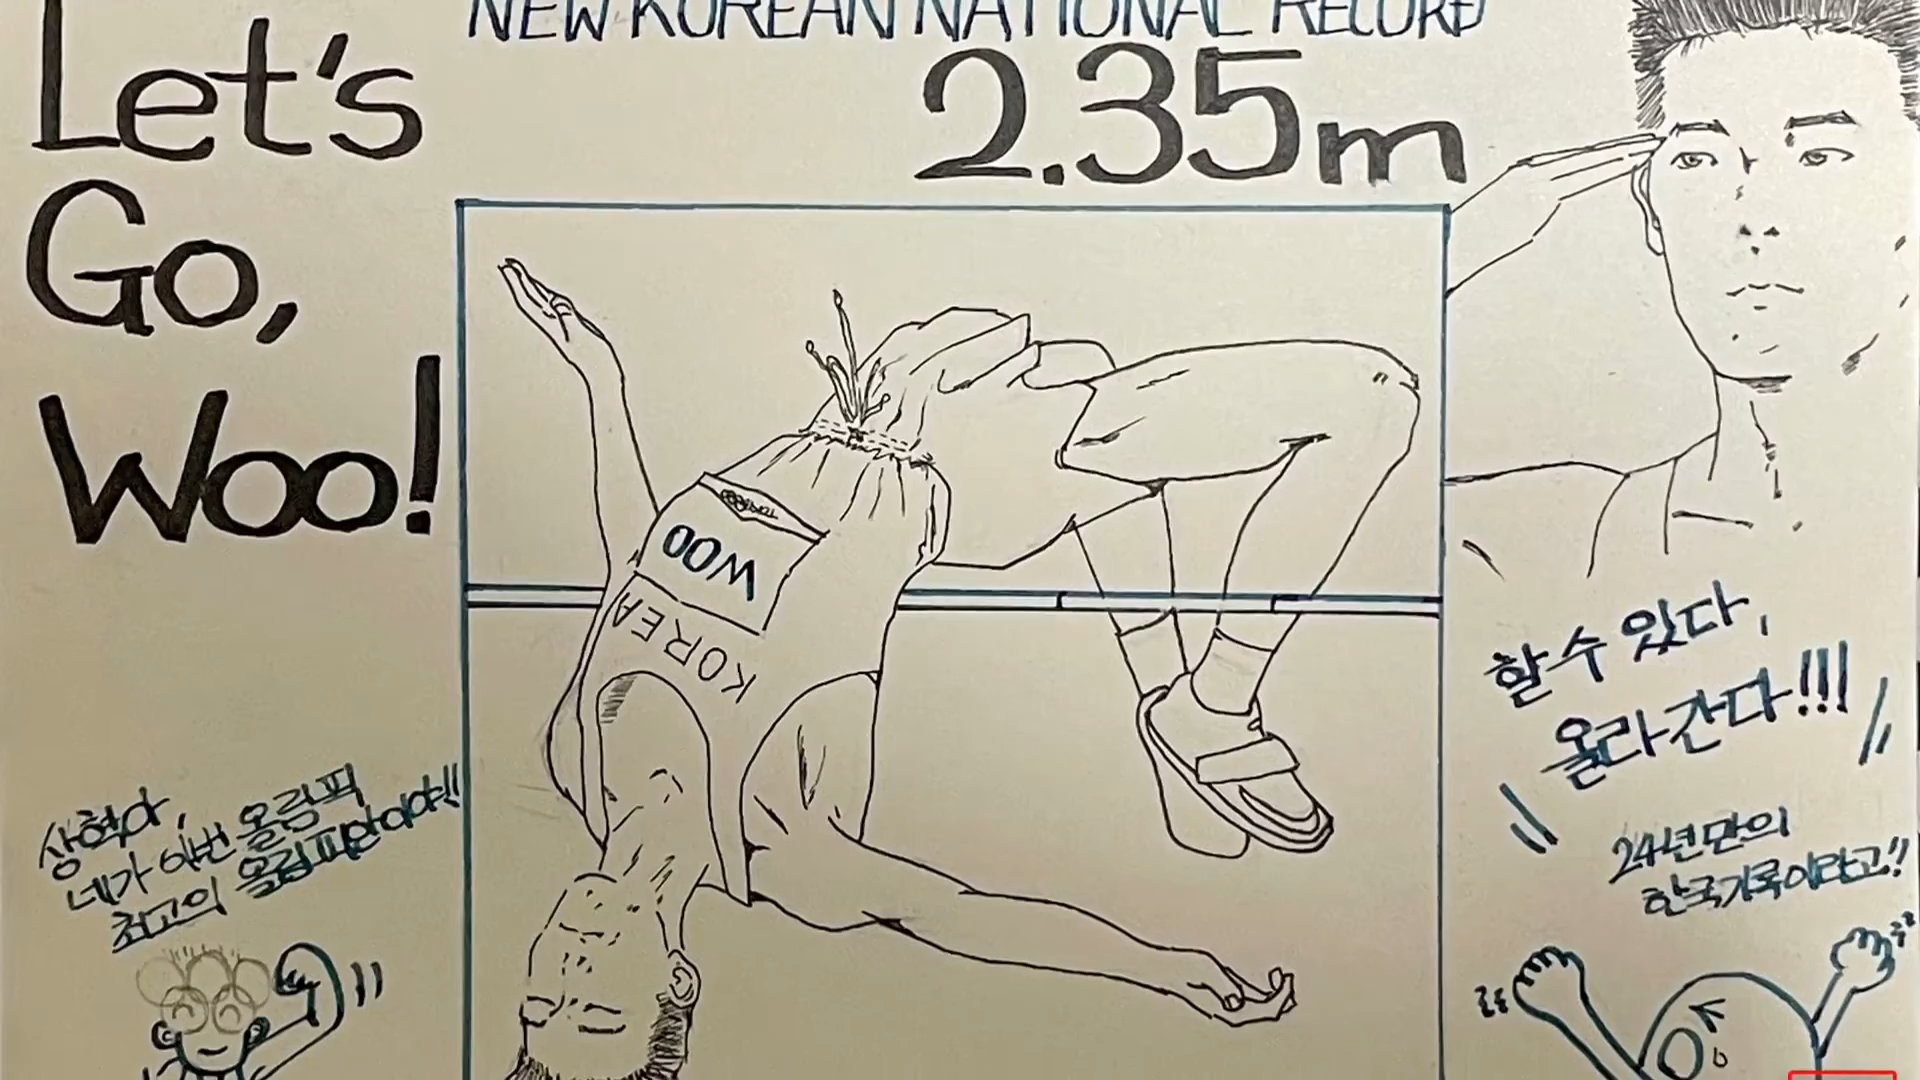 NEW KOREAN NATIONAL RECORD
2.35m
Let's
Go,
Woo!
WOO
KOREA
할 수 있다,
올라간다!!!
24년만의
한국기록이라고!!
상혁아,
네가 이번 올림픽
최고의 올림피안이야!!